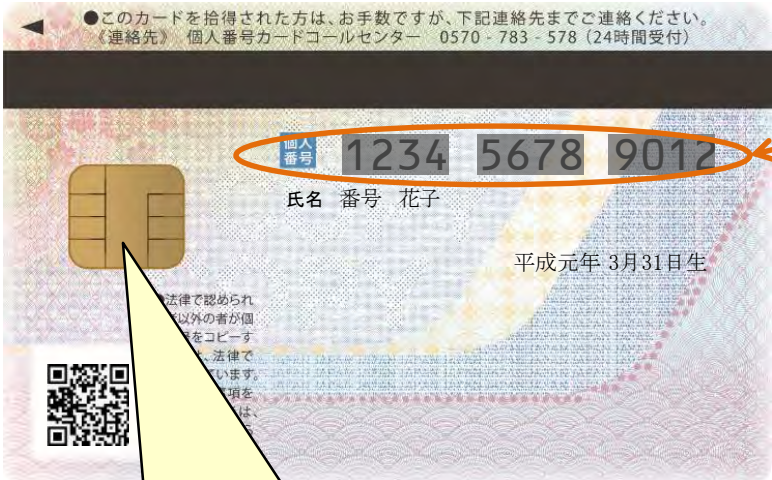 ●このカードを拾得された方は、お手数ですが、下記連絡先までご連絡ください。
《連絡先》 個人番号カードコールセンター 0570 - 783 - 578（24時間受付）
個人番号 1234 5678 9012
氏名 番号 花子
平成元年 3月31日生
法律で認められ
以外の者が個
をコピーす
、法律で
います。
項を
は、